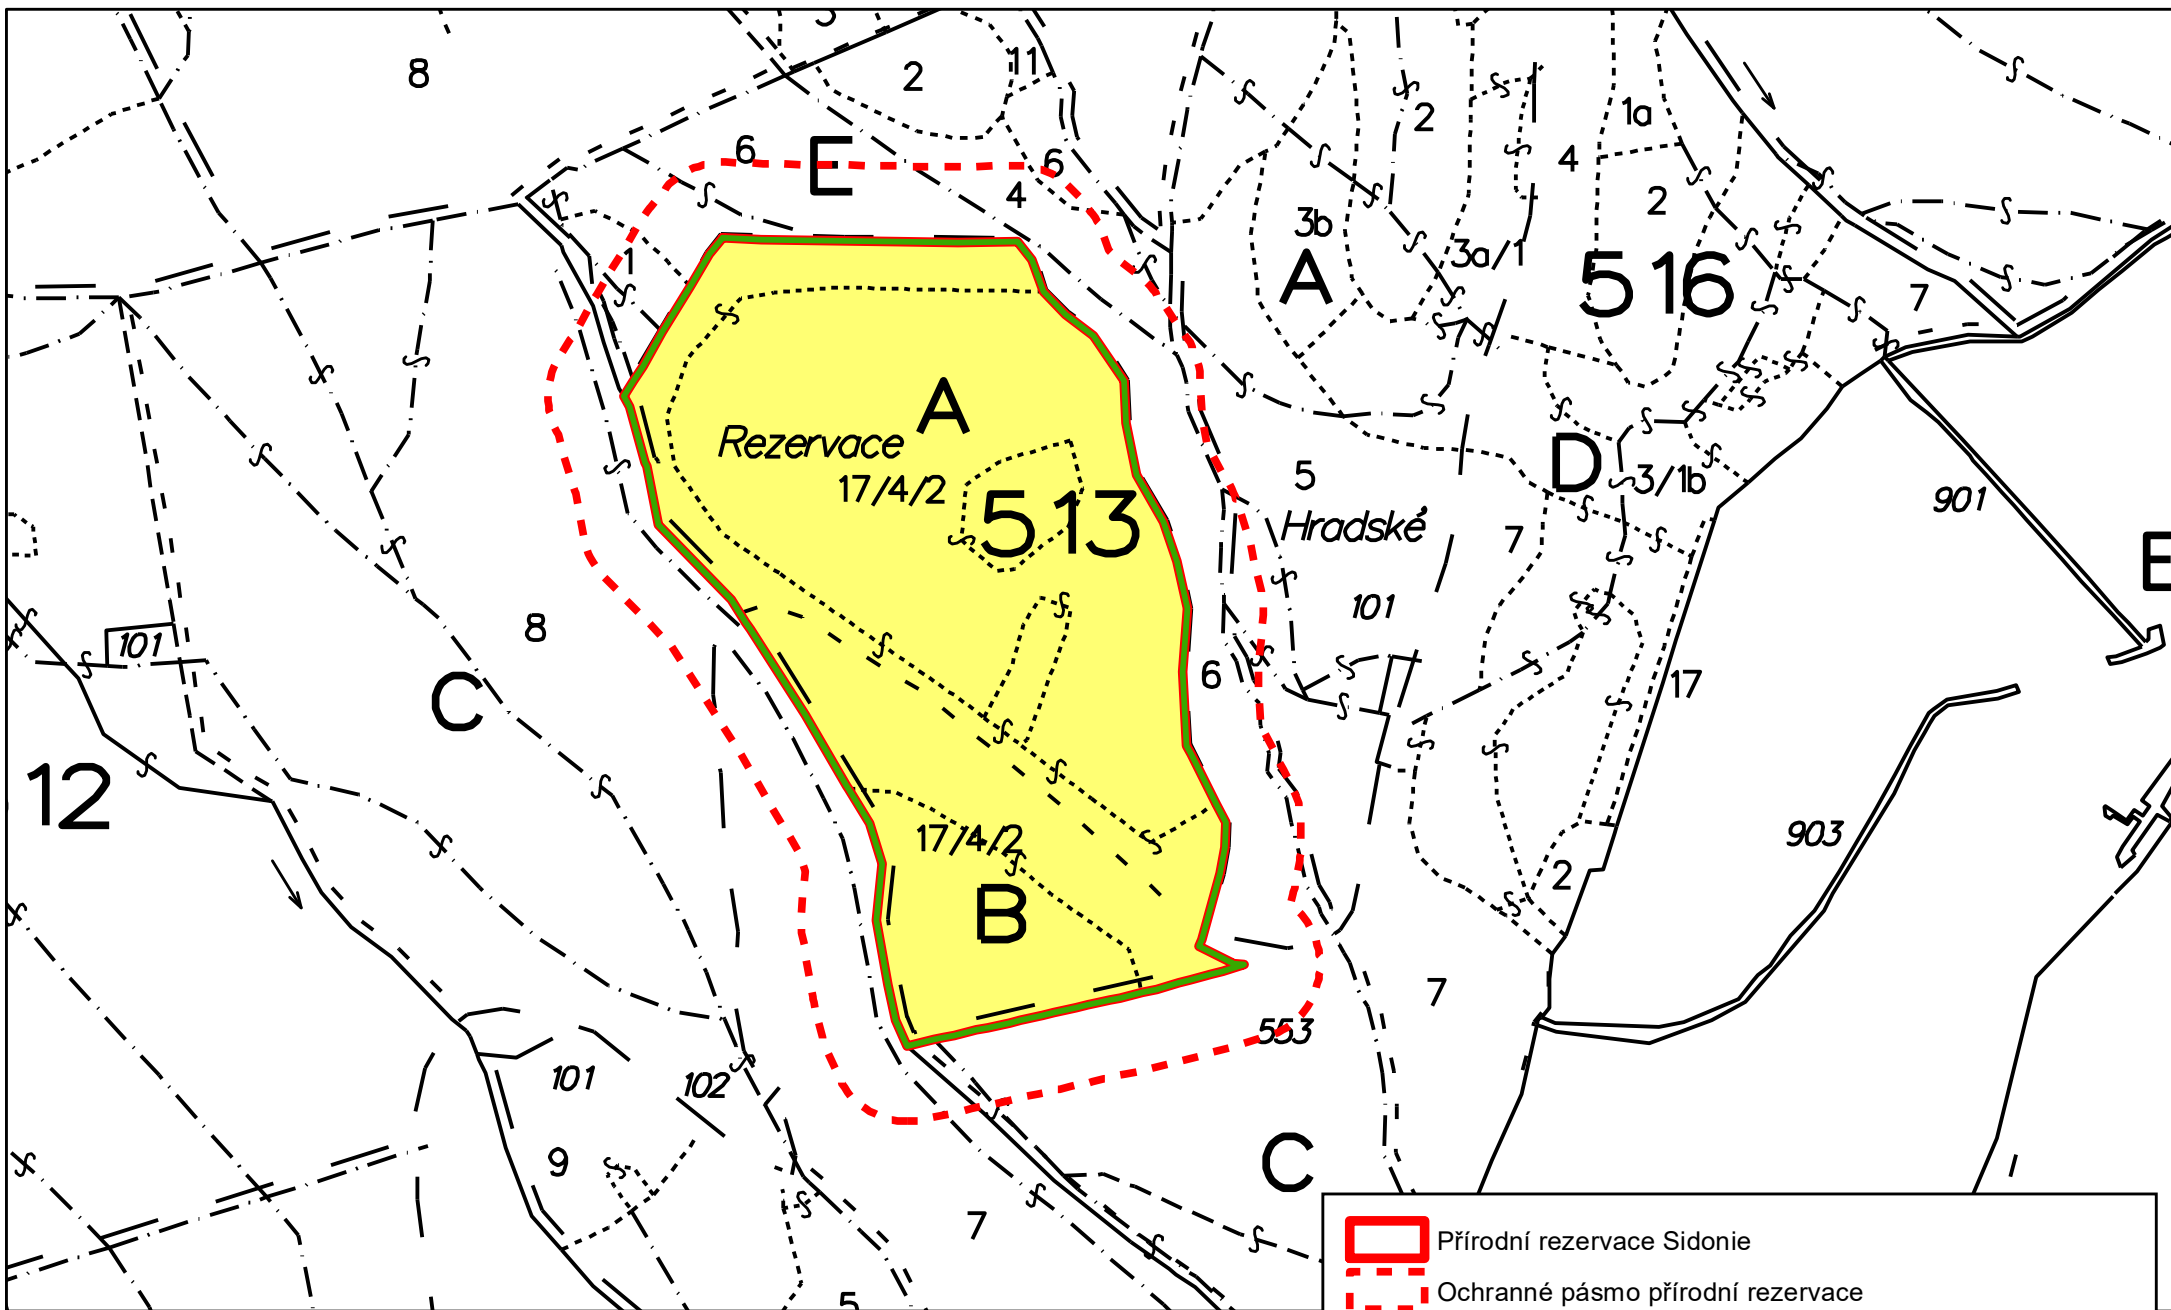 8
2
11
6
E
6
4
2
1a
4
2
3b
A
3a/1
516
7
1
A
Rezervace
17/4/2
513
5
Hradské
101
D
3/1b
7
901
101
8
C
6
17
12
17/4/2
B
903
2
7
553
101
102
9
C
7
5
Přírodní rezervace Sidonie
Ochranné pásmo přírodní rezervace